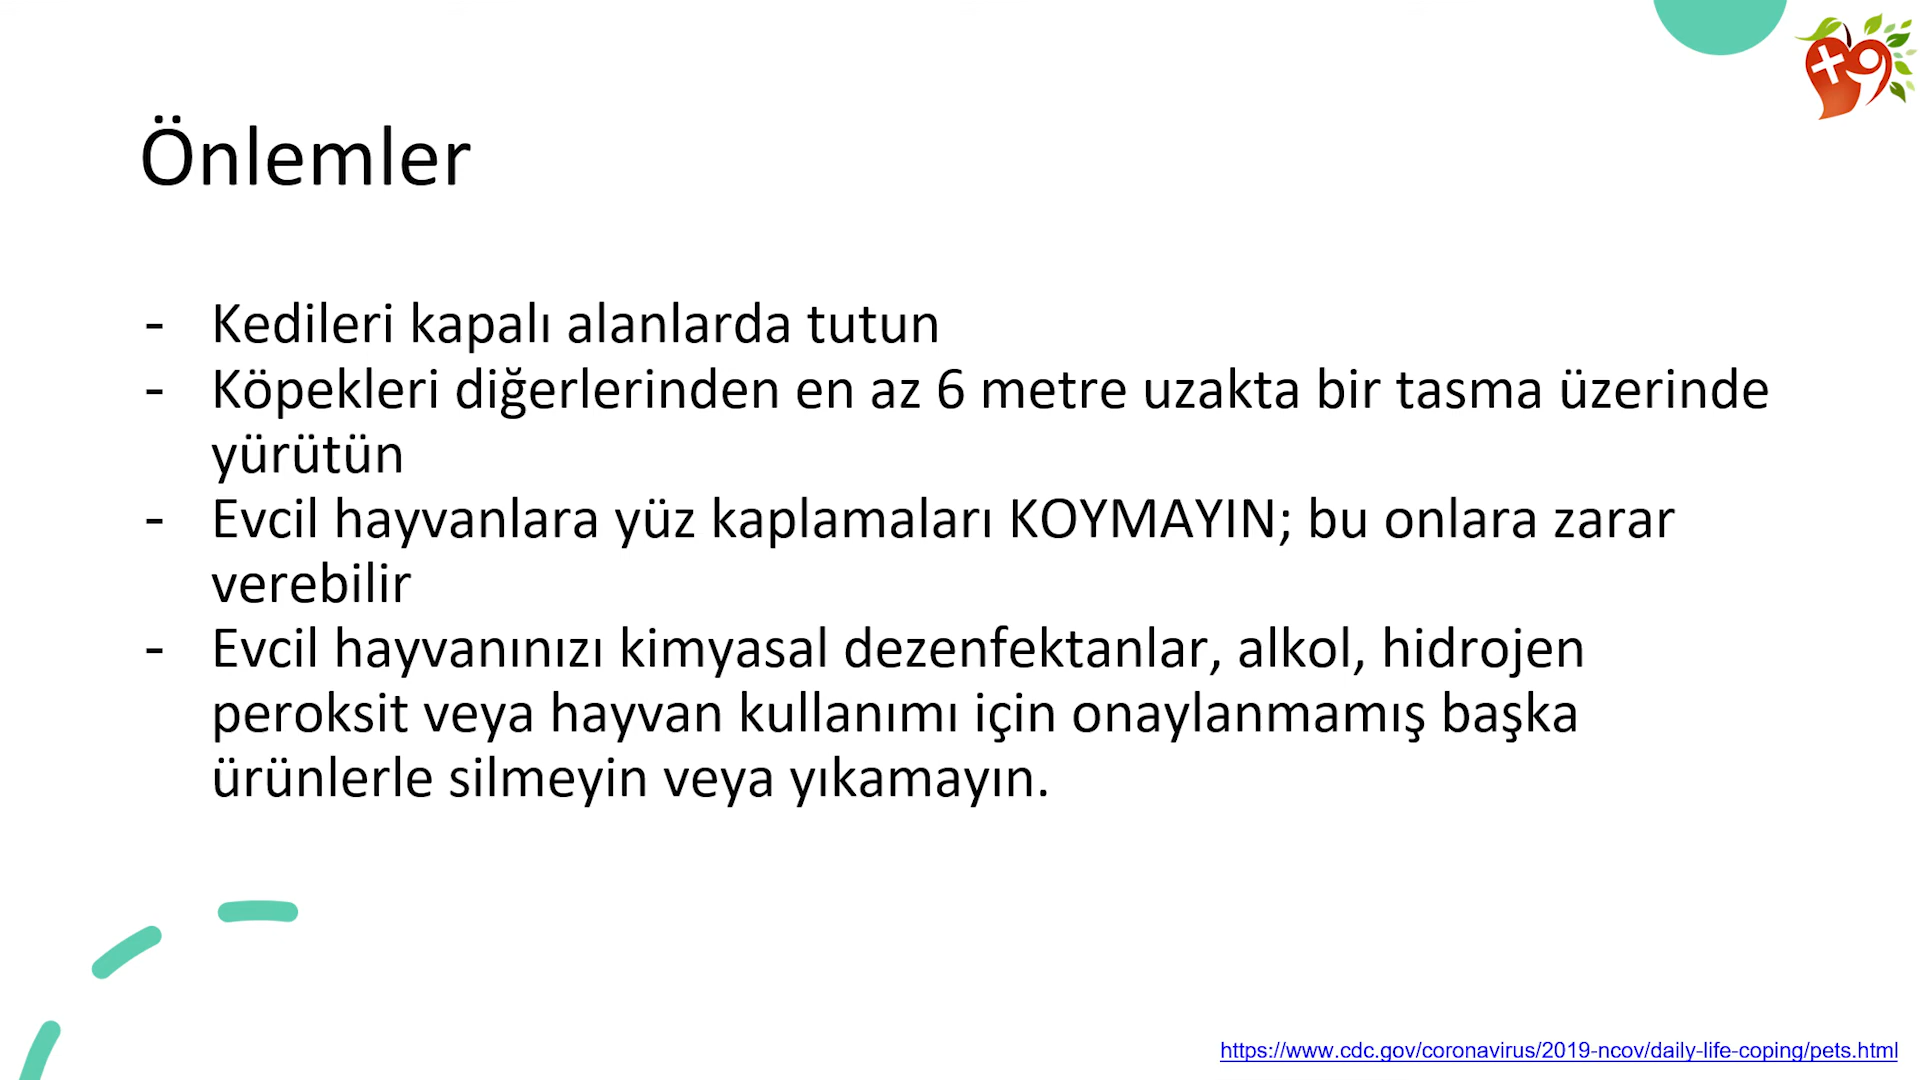 Önlemler
- Kedileri kapalı alanlarda tutun
- Köpekleri diğerlerinden en az 6 metre uzakta bir tasma üzerinde
yürütün
- Evcil hayvanlara yüz kaplamaları KOYMAYIN; bu onlara zarar
verebilir
- Evcil hayvanınızı kimyasal dezenfektanlar, alkol, hidrojen
peroksit veya hayvan kullanımı için onaylanmamış başka
ürünlerle silmeyin veya yıkamayın.
https://www.cdc.gov/coronavirus/2019-ncov/daily-life-coping/pets.html